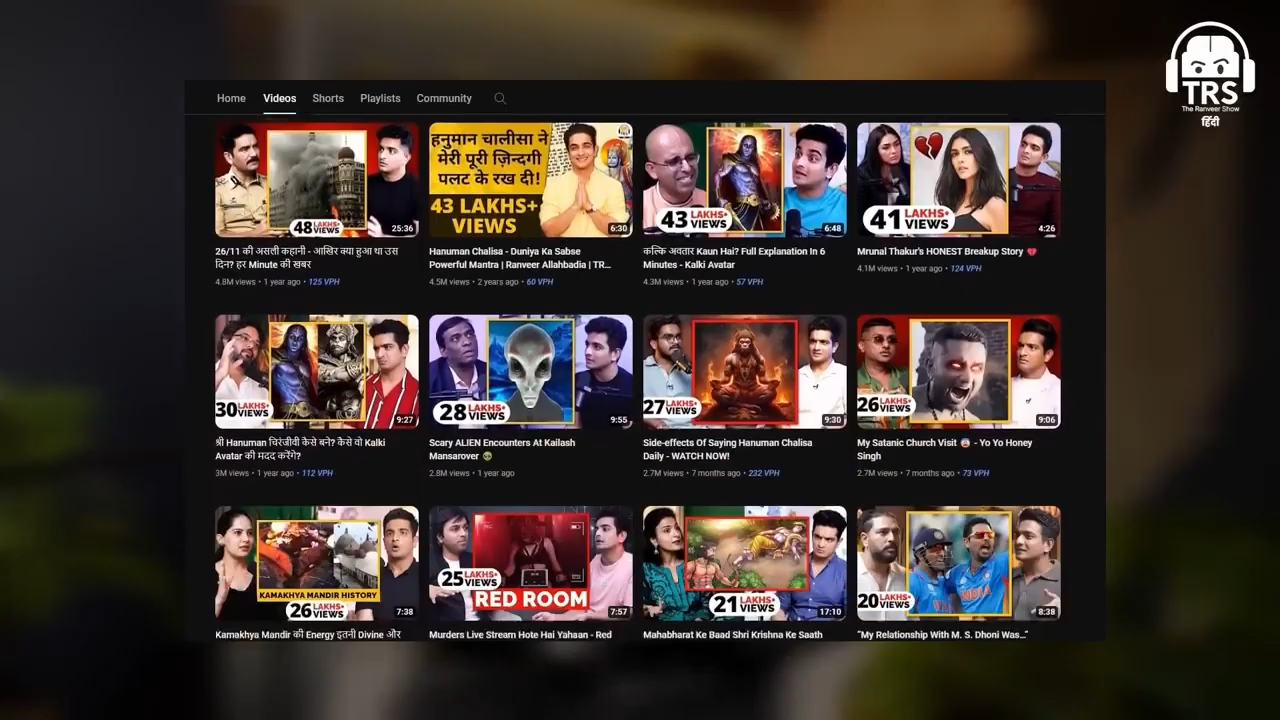 TRS
The Ranveer Show
हिंदी
Home Videos Shorts Playlists Community
48 LAKHS+ VIEWS
25:36
हनुमान चालीसा ने
मेरी पूरी ज़िन्दगी
पलट के रख दी!
43 LAKHS+
VIEWS
6:30
43 LAKHS+ VIEWS
6:48
41 LAKHS+ VIEWS
4:26
26/11 की असली कहानी - आखिर क्या हुआ था उस
दिन? हर Minute की खबर
4.8M views • 1 year ago • 125 VPH
Hanuman Chalisa - Duniya Ka Sabse
Powerful Mantra | Ranveer Allahbadia | TR...
4.5M views • 2 years ago • 60 VPH
कल्कि अवतार Kaun Hai? Full Explanation In 6
Minutes - Kalki Avatar
4.3M views • 1 year ago • 57 VPH
Mrunal Thakur's HONEST Breakup Story 💔
4.1M views • 1 year ago • 124 VPH
30 LAKHS+ VIEWS
9:27
28 LAKHS+ VIEWS
9:55
27 LAKHS+ VIEWS
9:30
26 LAKHS+ VIEWS
9:06
श्री Hanuman चिरंजीवी कैसे बने? कैसे वो Kalki
Avatar की मदद करेंगे?
3M views • 1 year ago • 112 VPH
Scary ALIEN Encounters At Kailash
Mansarovar 👽
2.8M views • 1 year ago
Side-effects Of Saying Hanuman Chalisa
Daily - WATCH NOW!
2.7M views • 7 months ago • 232 VPH
My Satanic Church Visit 😨 - Yo Yo Honey
Singh
2.7M views • 7 months ago • 73 VPH
KAMAKHYA MANDIR HISTORY
26 LAKHS+ VIEWS
7:38
25 LAKHS+ VIEWS
RED ROOM
7:57
21 LAKHS+ VIEWS
17:10
INDIA
20 LAKHS+ VIEWS
8:38
Kamakhya Mandir की Energy इतनी Divine और
Murders Live Stream Hote Hai Yahaan - Red
Mahabharat Ke Baad Shri Krishna Ke Saath
"My Relationship With M. S. Dhoni Was..."